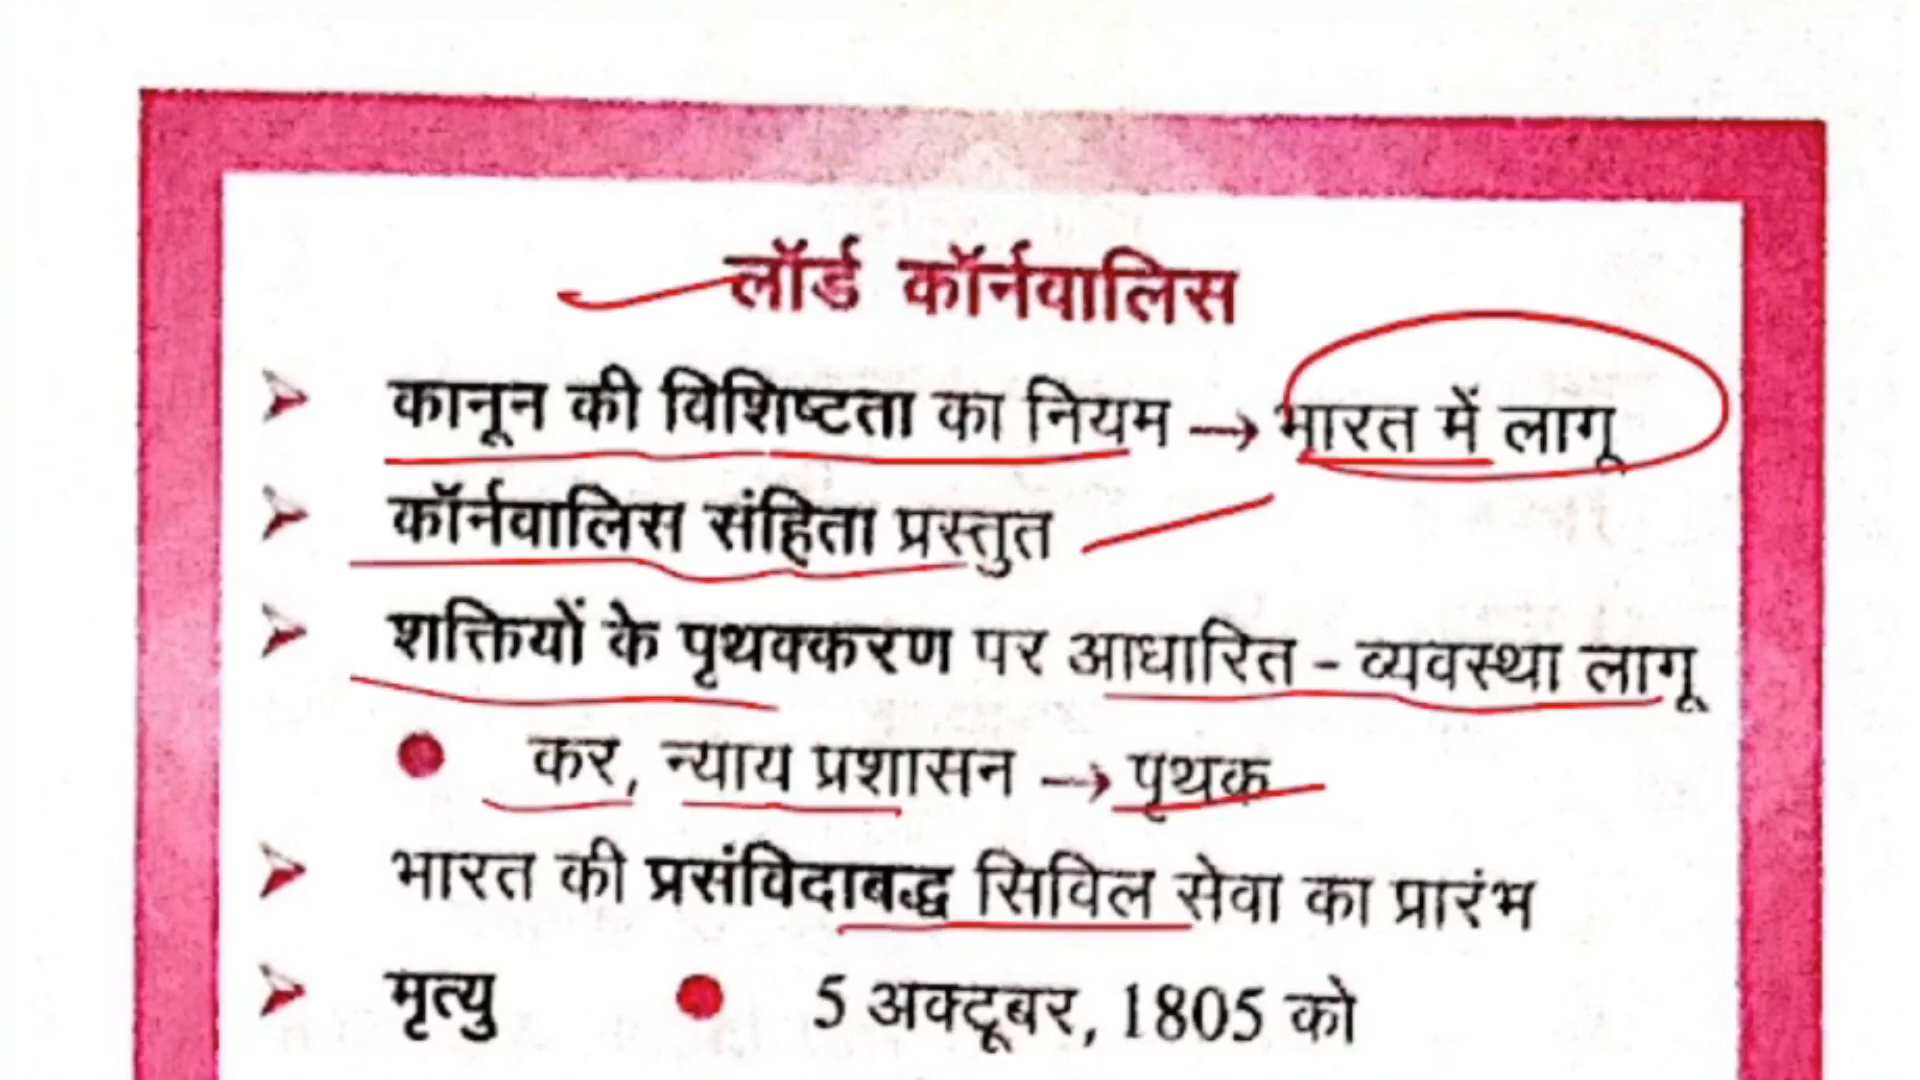 लॉर्ड कॉर्नवालिस
कानून की विशिष्टता का नियम → भारत में लागू
कॉर्नवालिस संहिता प्रस्तुत
शक्तियों के पृथक्करण पर आधारित - व्यवस्था लागू
कर, न्याय प्रशासन → पृथक
भारत की प्रसंविदाबद्ध सिविल सेवा का प्रारंभ
मृत्यु ● 5 अक्टूबर, 1805 को